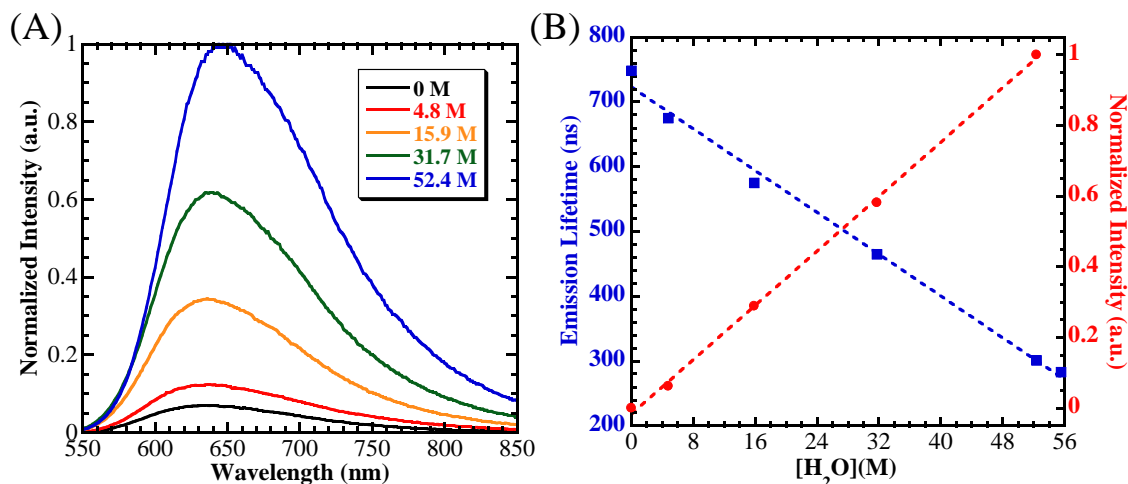 (A)
Normalized Intensity (a.u.)
1
0.8
0.6
0.4
0.2
0
550
600
650
700
750
800
850
Wavelength (nm)
0 M
4.8 M
15.9 M
31.7 M
52.4 M
(B)
Emission Lifetime (ns)
800
700
600
500
400
300
200
0
8
16
24
32
40
48
56
[H₂O](M)
1
0.8
0.6
0.4
0.2
0
Normalized Intensity (a.u.)